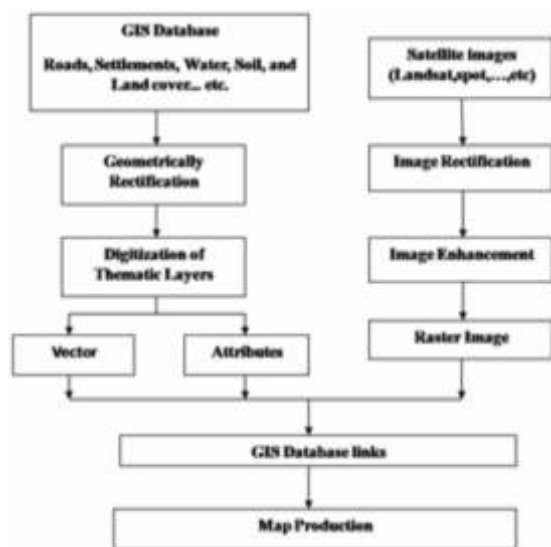 GIS Database
Roads, Settlements, Water, Soil, and
Land cover... etc.
Satellite images
(Landsat,spot,...,etc)
Geometrically
Rectification
Image Rectification
Digitization of
Thematic Layers
Image Enhancement
Vector
Attributes
Raster Image
GIS Database links
Map Production